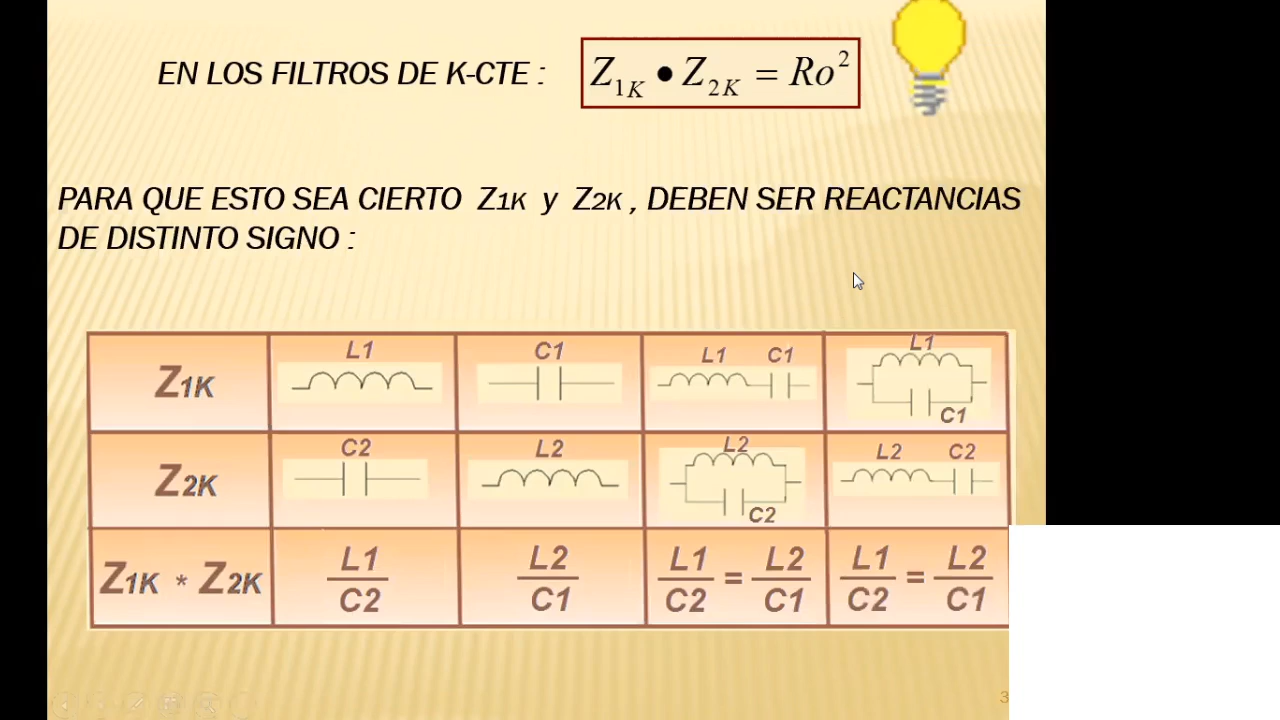 EN LOS FILTROS DE K-CTE : Z1K • Z2K = Ro²
PARA QUE ESTO SEA CIERTO Z1K y Z2K , DEBEN SER REACTANCIAS
DE DISTINTO SIGNO :
Z1K L1 C1 L1 C1 L1 C1
Z2K C2 L2 L2 C2 L2 C2
Z1K * Z2K L1/C2 L2/C1 L1/C2 = L2/C1 L1/C2 = L2/C1
3